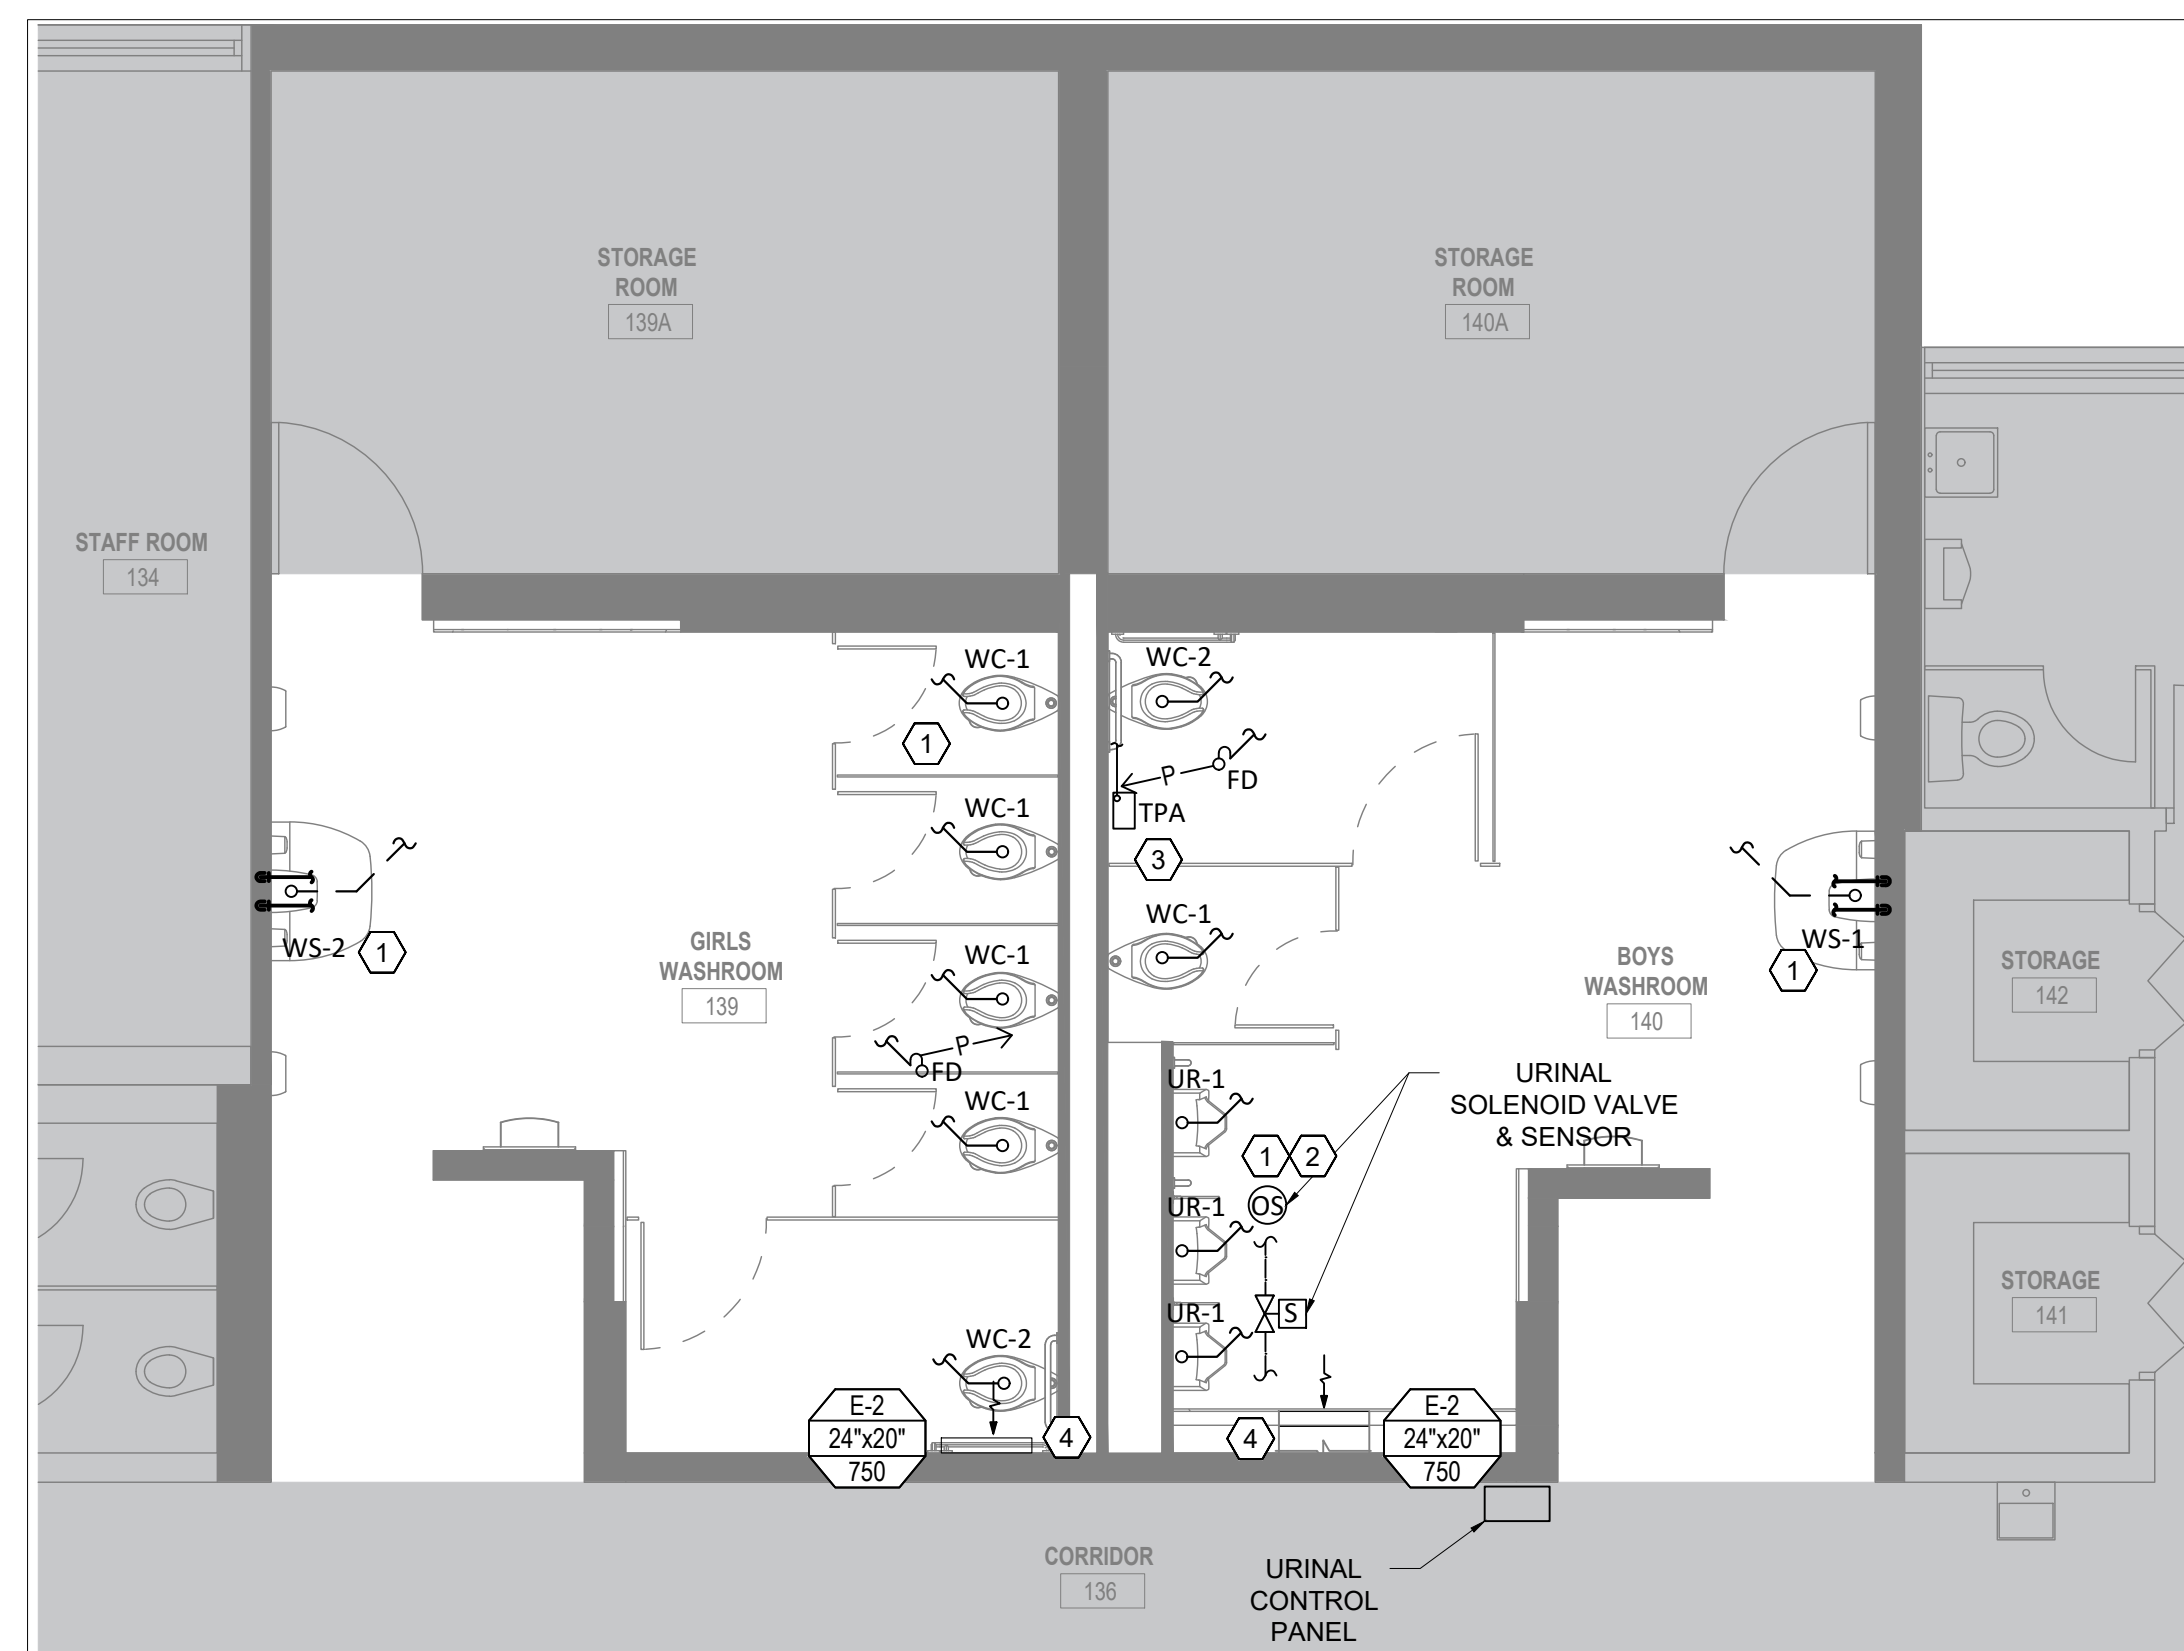 STORAGE
ROOM
139A
STORAGE
ROOM
140A
STAFF ROOM
134
WC-1
WC-2
1
P
FD
TPA
WC-1
3
WC-1
WS-2
1
GIRLS
WASHROOM
139
WC-1
WS-1
1
BOYS
WASHROOM
140
STORAGE
142
P
FD
WC-1
UR-1
URINAL
SOLENOID VALVE
& SENSOR
1
2
UR-1
OS
UR-1
S
STORAGE
141
WC-2
E-2
24"x20"
750
4
4
E-2
24"x20"
750
CORRIDOR
136
URINAL
CONTROL
PANEL